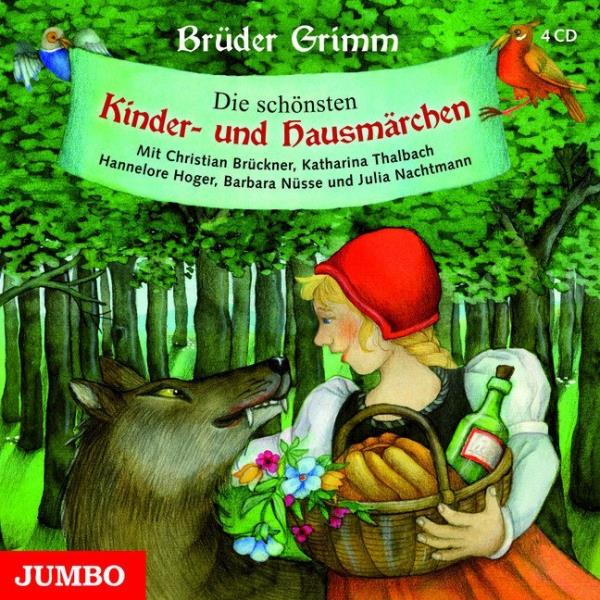 Brüder Grimm
4 CD
Die schönsten
Kinder- und Hausmärchen
Mit Christian Brückner, Katharina Thalbach
Hannelore Hoger, Barbara Nüsse und Julia Nachtmann
JUMBO